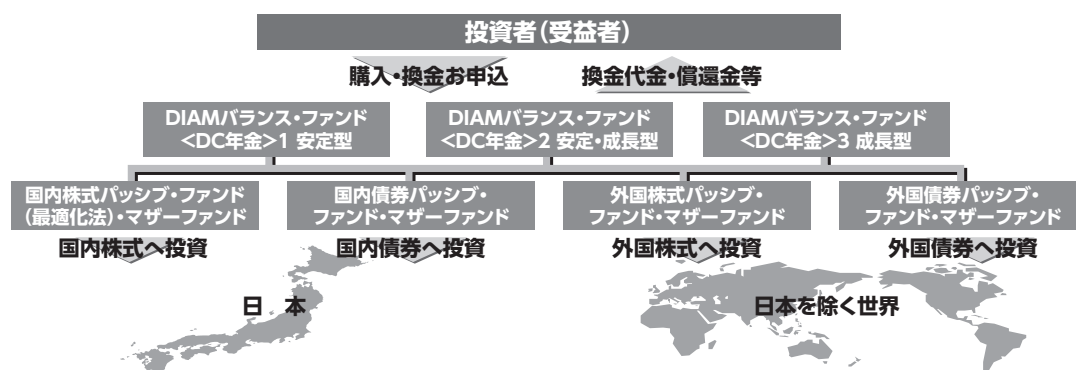 投資者(受益者)
購入・換金お申込
換金代金・償還金等
DIAMバランス・ファンド
<DC年金>1 安定型
DIAMバランス・ファンド
<DC年金>2 安定・成長型
DIAMバランス・ファンド
<DC年金>3 成長型
国内株式パッシブ・ファンド
(最適化法)・マザーファンド
国内債券パッシブ・
ファンド・マザーファンド
外国株式パッシブ・
ファンド・マザーファンド
外国債券パッシブ・
ファンド・マザーファンド
国内株式へ投資
国内債券へ投資
外国株式へ投資
外国債券へ投資
日 本
日本を除く世界